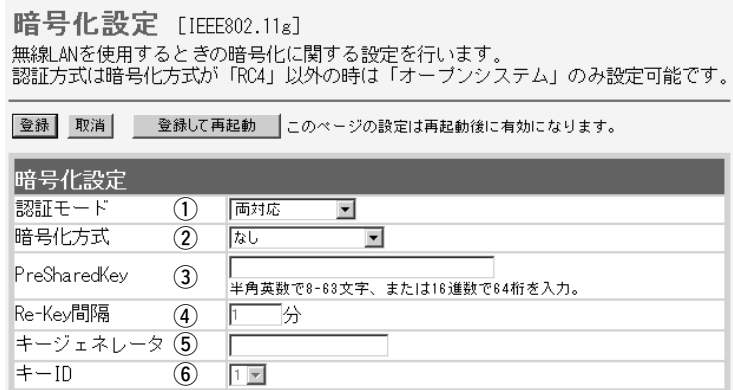 暗号化設定 [IEEE802.11g]
無線LANを使用するときの暗号化に関する設定を行います。
認証方式は暗号化方式が「RC4」以外の時は「オープンシステム」のみ設定可能です。
登録 取消 登録して再起動 このページの設定は再起動後に有効になります。
暗号化設定
認証モード ① 両対応
暗号化方式 ② なし
PreSharedKey ③
半角英数で8-63文字、または16進数で64桁を入力。
Re-Key間隔 ④ 1 分
キージェネレータ ⑤
キーID ⑥ 1